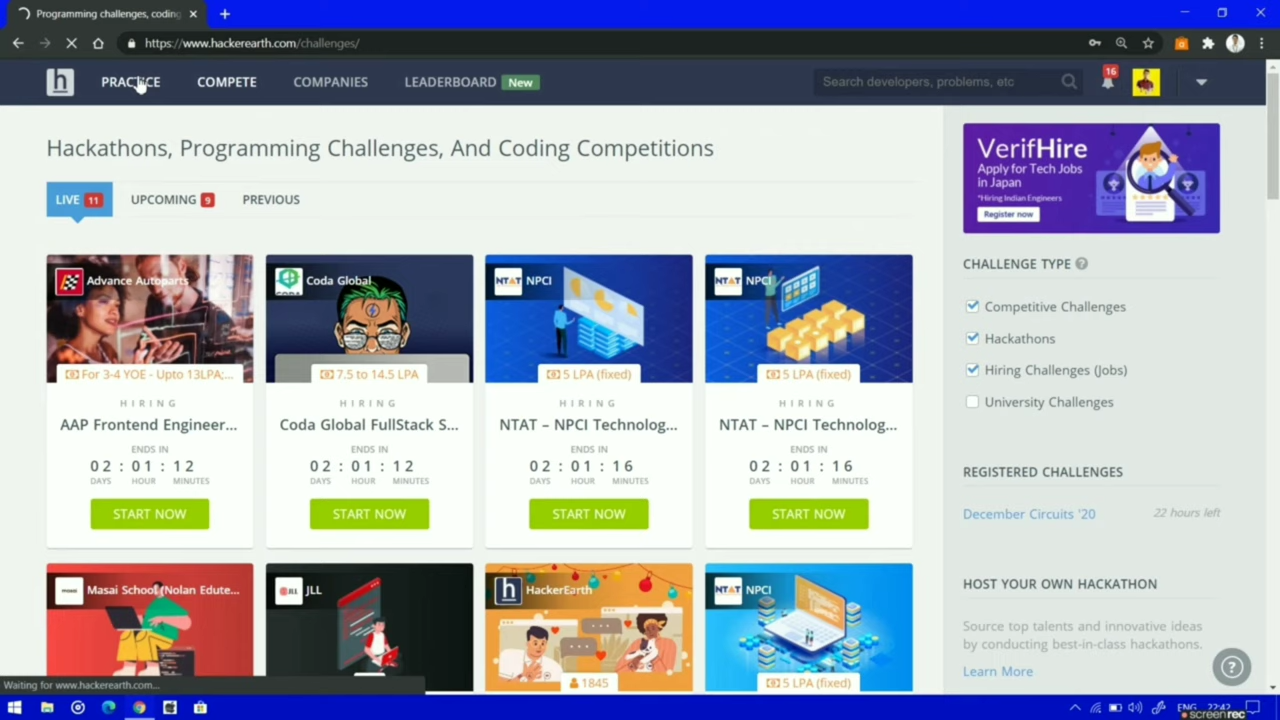 Programming challenges, coding
https://www.hackerearth.com/challenges/
h PRACTICE COMPETE COMPANIES LEADERBOARD New Search developers, problems, etc 16
Hackathons, Programming Challenges, And Coding Competitions
LIVE 11 UPCOMING 9 PREVIOUS
Advance Autoparts
For 3-4 YOE - Upto 13LPA;...
HIRING
AAP Frontend Engineer...
ENDS IN
02 : 01 : 12
DAYS HOUR MINUTES
START NOW
Coda Global
7.5 to 14.5 LPA
HIRING
Coda Global FullStack S...
ENDS IN
02 : 01 : 12
DAYS HOUR MINUTES
START NOW
NTAT NPCI
5 LPA (fixed)
HIRING
NTAT – NPCI Technolog...
ENDS IN
02 : 01 : 16
DAYS HOUR MINUTES
START NOW
NTAT NPCI
5 LPA (fixed)
HIRING
NTAT – NPCI Technolog...
ENDS IN
02 : 01 : 16
DAYS HOUR MINUTES
START NOW
masai Masai School (Nolan Edute...
JLL JLL
h HackerEarth
1845
NTAT NPCI
5 LPA (fixed)
VerifHire
Apply for Tech Jobs
in Japan
*Hiring Indian Engineers
Register now
CHALLENGE TYPE ?
Competitive Challenges
Hackathons
Hiring Challenges (Jobs)
University Challenges
REGISTERED CHALLENGES
December Circuits '20 22 hours left
HOST YOUR OWN HACKATHON
Source top talents and innovative ideas
by conducting best-in-class hackathons.
Learn More
?
Waiting for www.hackerearth.com...
ENG 22:42
screenrec